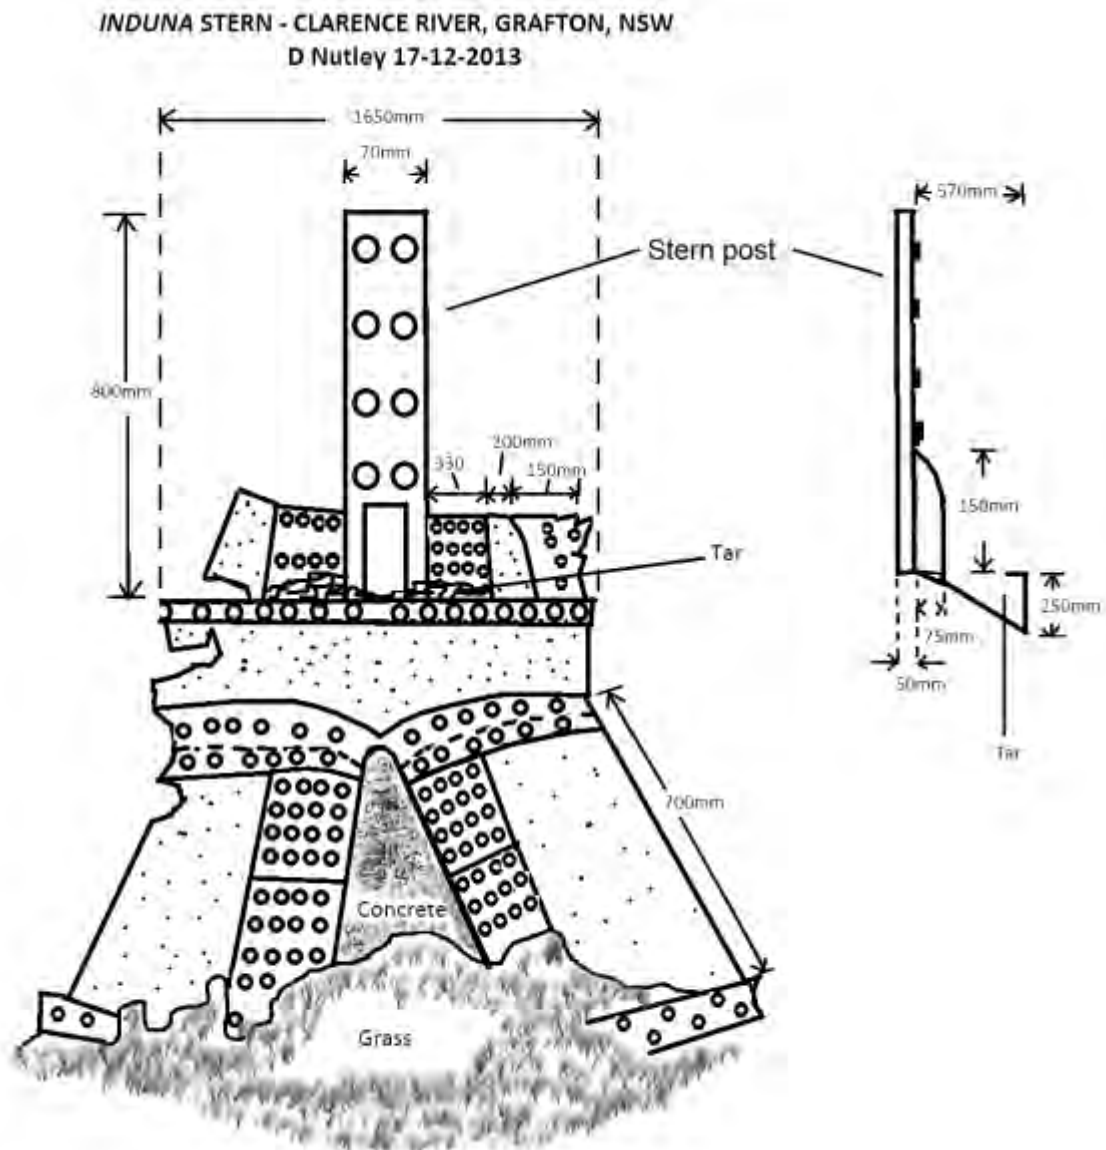 INDUNA STERN - CLARENCE RIVER, GRAFTON, NSW
D Nutley 17-12-2013
1650mm
70mm
570mm
Stern post
800mm
330
200mm
150mm
150mm
Tar
250mm
75mm
50mm
Tar
700mm
Concrete
Grass